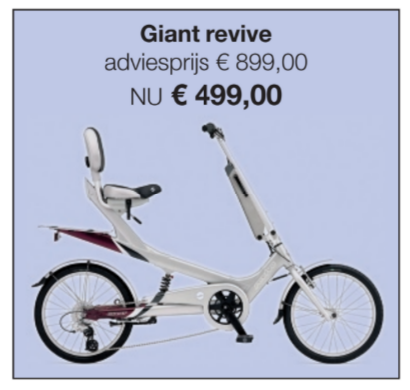 Giant revive
adviesprijs € 899,00
NU € 499,00